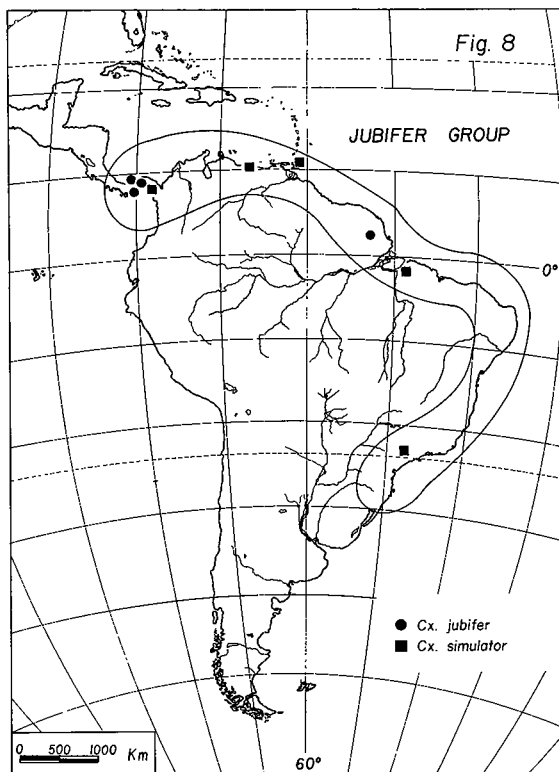 Fig. 8
JUBIFER GROUP
0°
Cx. jubifer
Cx. simulator
0 500 1000 Km
60°